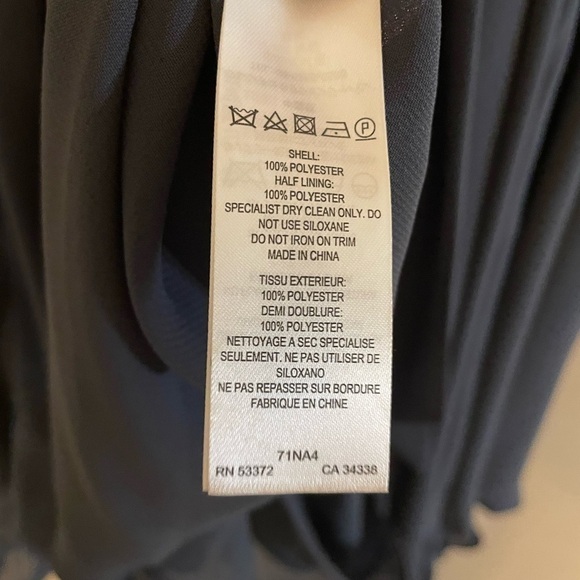 P
SHELL:
100% POLYESTER
HALF LINING:
100% POLYESTER
SPECIALIST DRY CLEAN ONLY. DO
NOT USE SILOXANE
DO NOT IRON ON TRIM
MADE IN CHINA
TISSU EXTERIEUR:
100% POLYESTER
DEMI DOUBLURE:
100% POLYESTER
NETTOYAGE A SEC SPECIALISE
SEULEMENT. NE PAS UTILISER DE
SILOXANO
NE PAS REPASSER SUR BORDURE
FABRIQUE EN CHINE
71NA4
RN 53372 CA 34338